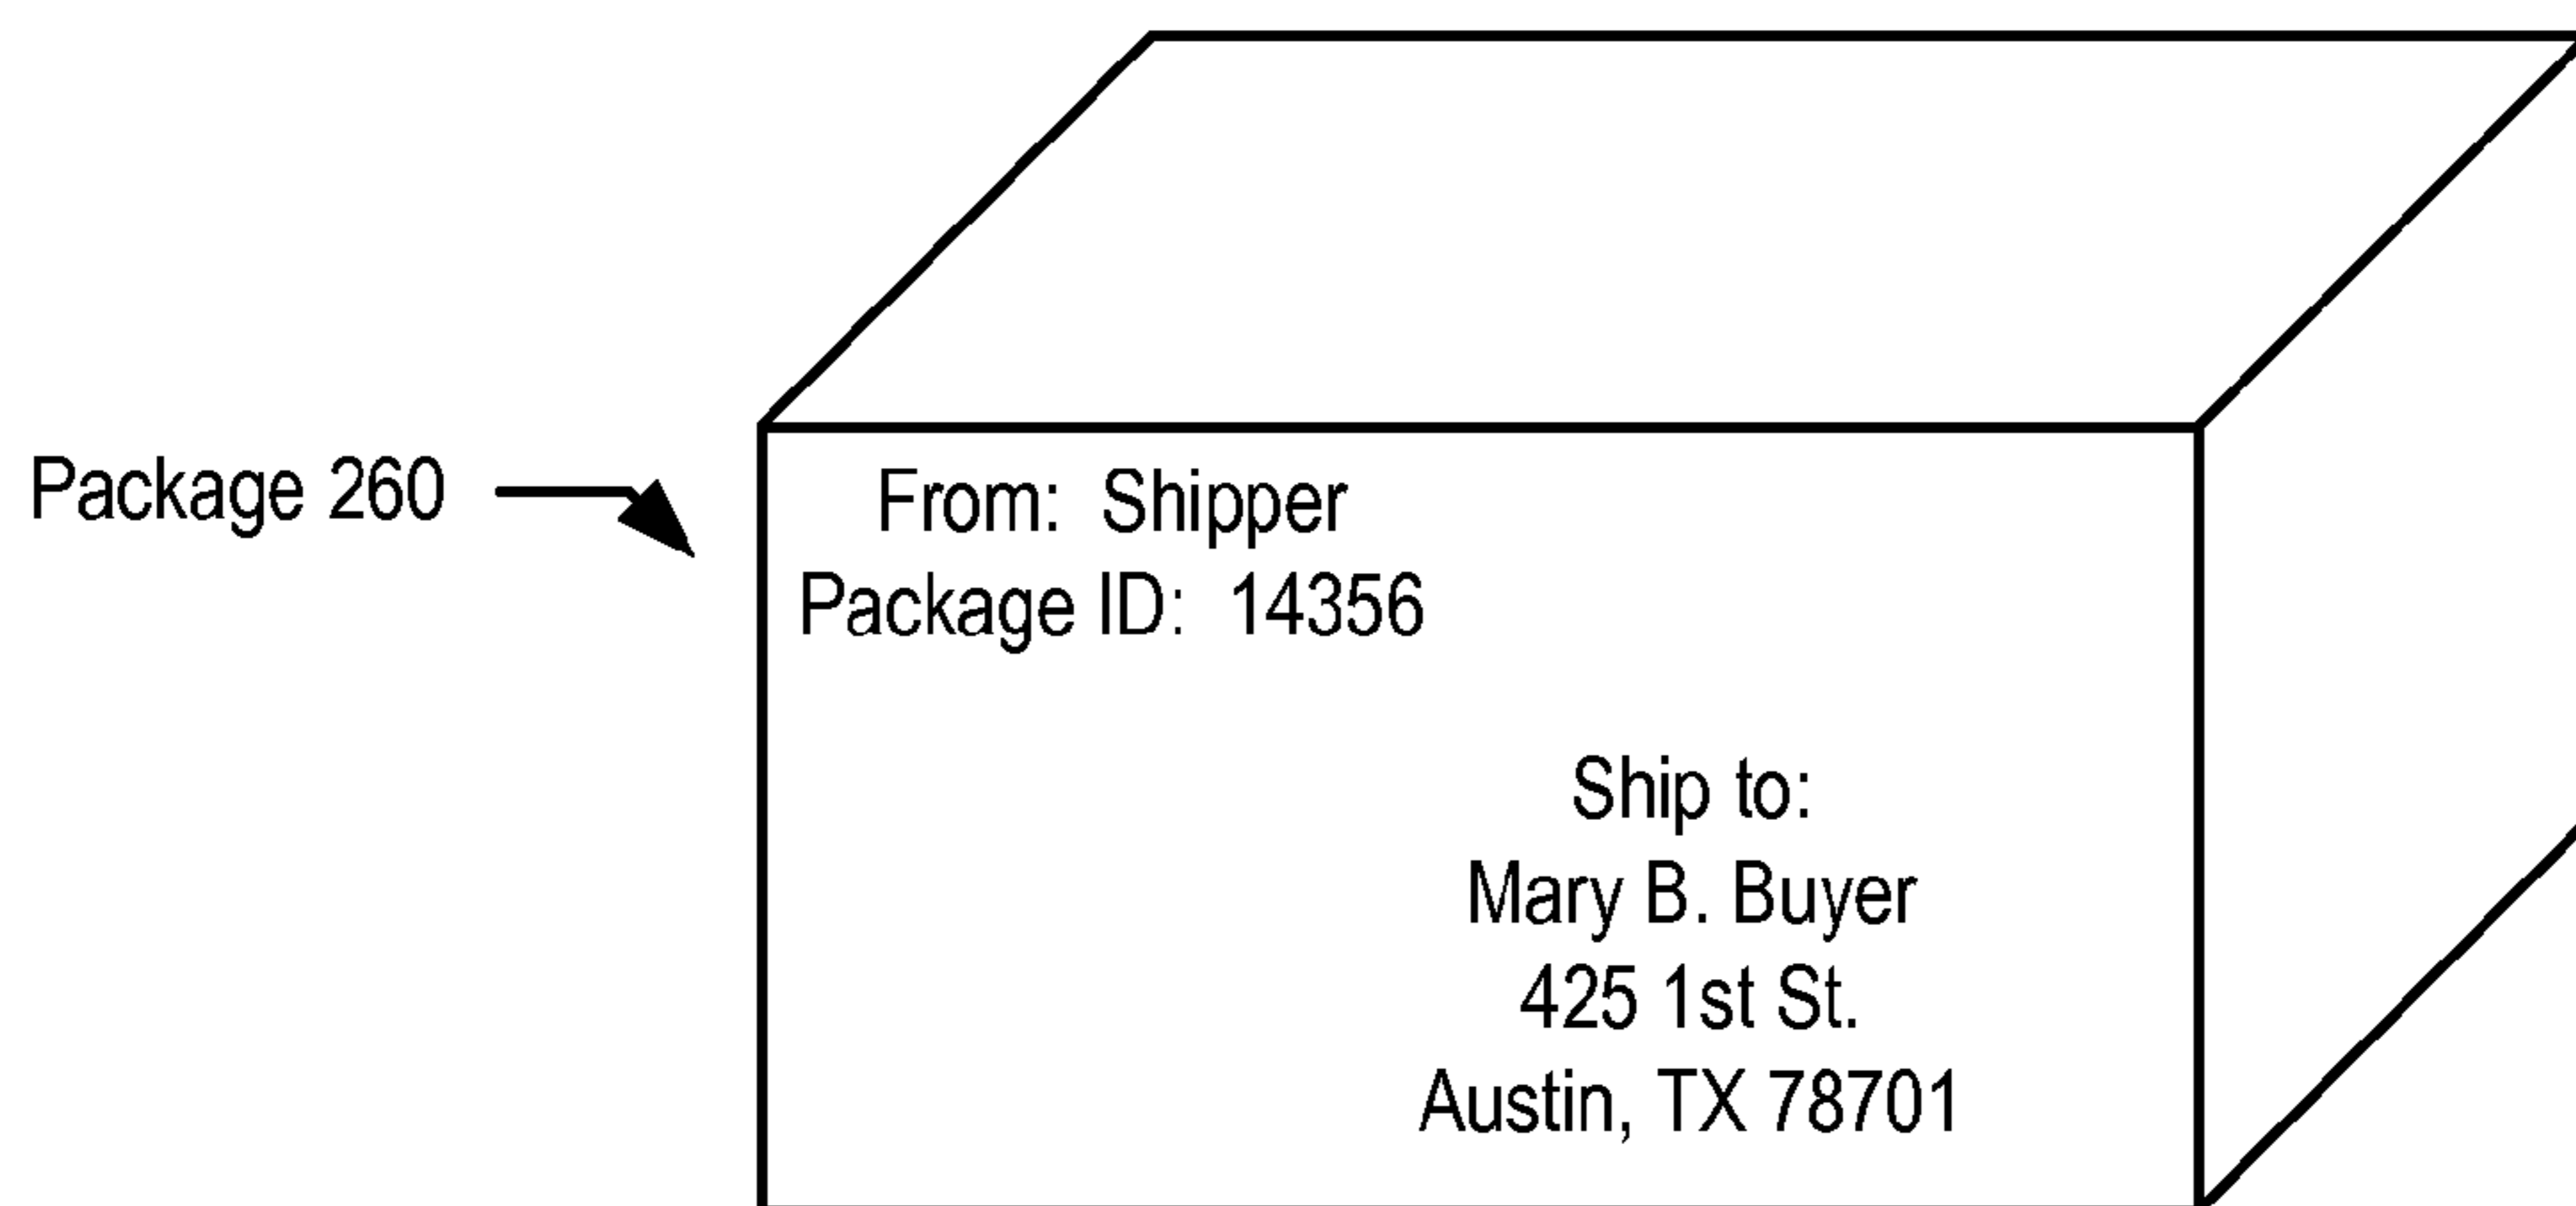 Package 260
From: Shipper
Package ID: 14356
Ship to:
Mary B. Buyer
425 1st St.
Austin, TX 78701